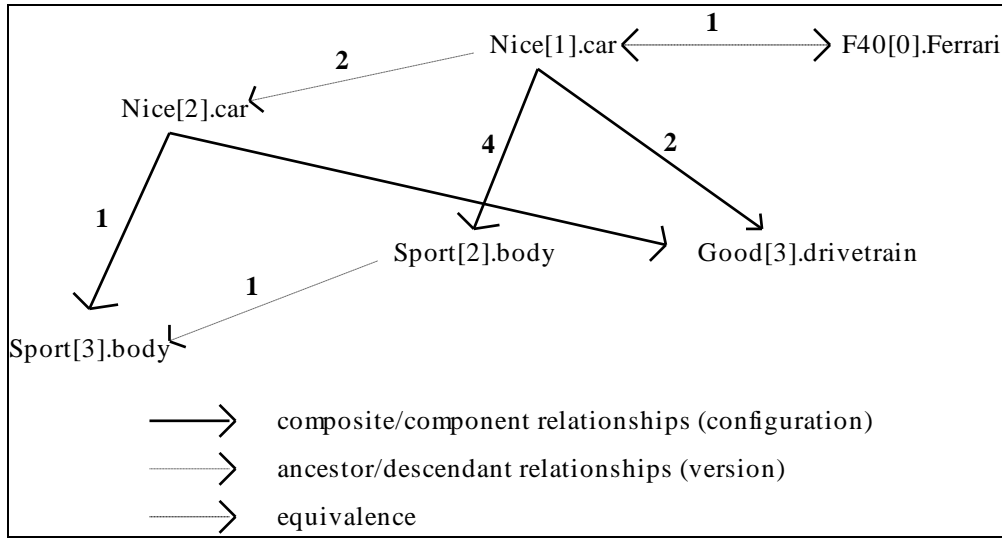 1
Nice[1].car
F40[0].Ferrari
2
Nice[2].car
4
2
1
Sport[2].body
Good[3].drivetrain
1
Sport[3].body
composite/component relationships (configuration)
ancestor/descendant relationships (version)
equivalence